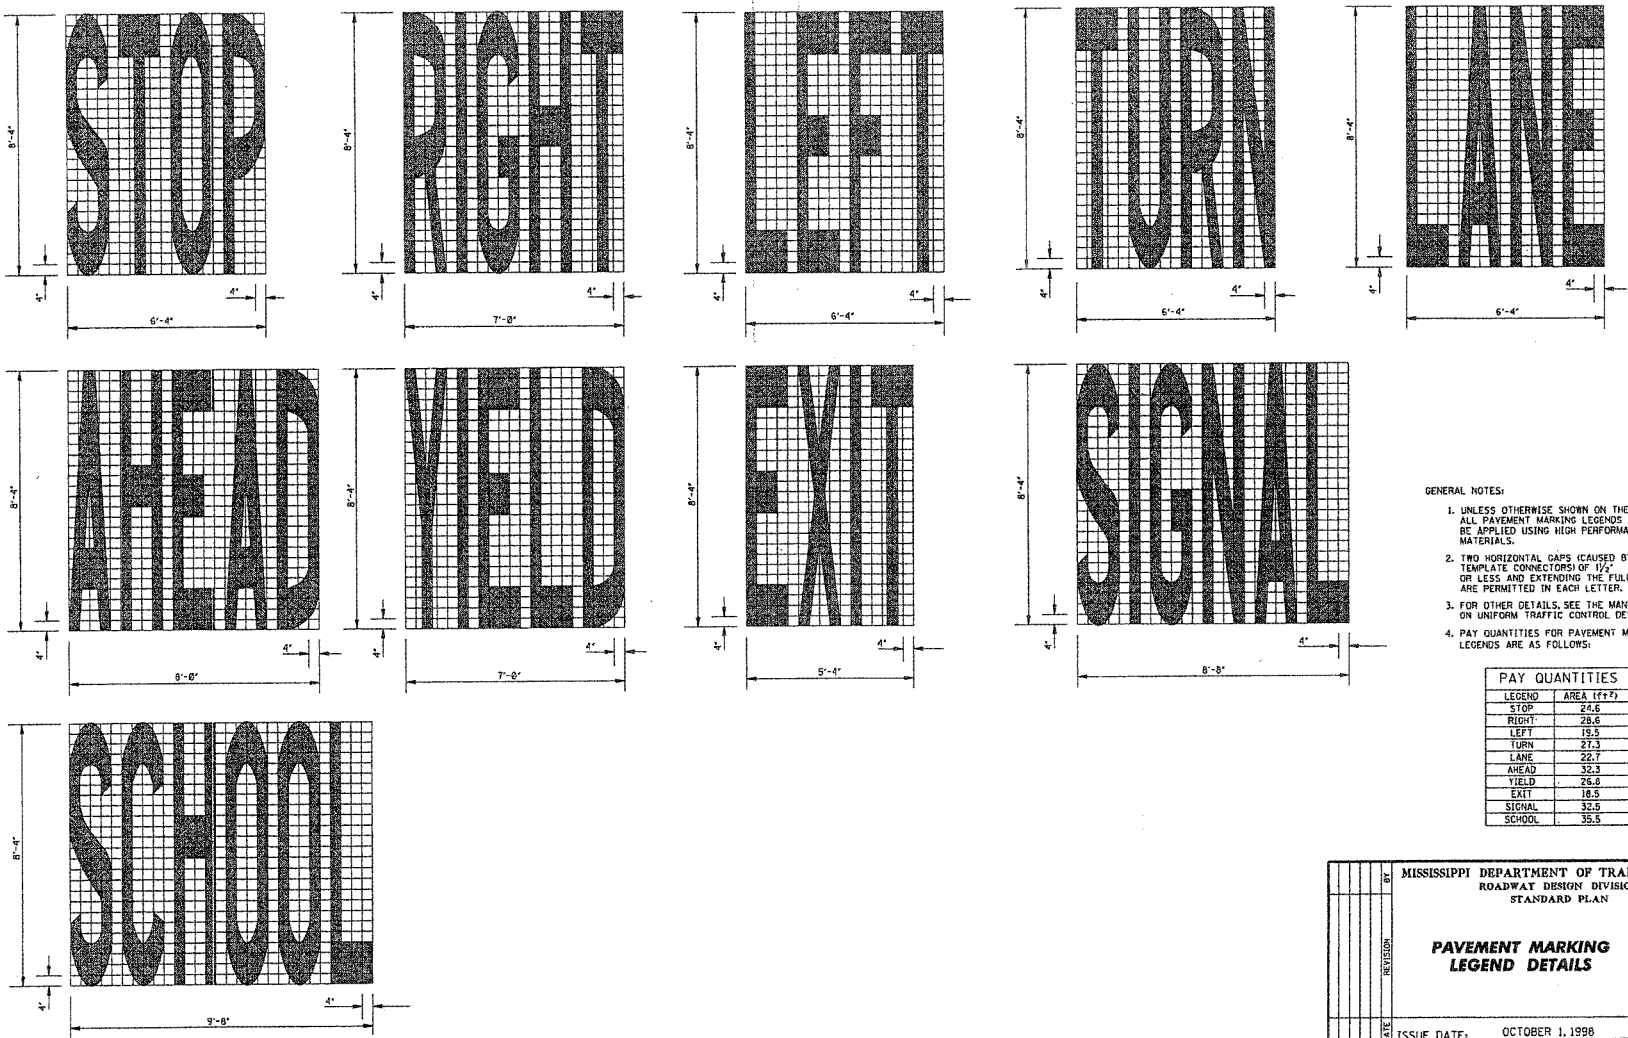 STOP
8'-4"
4"
4"
6'-4"
RIGHT
8'-4"
4"
4"
7'-0"
LEFT
8'-4"
4"
4"
6'-4"
TURN
8'-4"
4"
4"
6'-4"
LANE
8'-4"
4"
4"
6'-4"
AHEAD
8'-4"
4"
4"
8'-0"
YIELD
8'-4"
4"
4"
7'-0"
EXIT
8'-4"
4"
4"
5'-4"
SIGNAL
8'-4"
4"
4"
8'-8"
SCHOOL
8'-4"
4"
4"
9'-8"
GENERAL NOTES:
1. UNLESS OTHERWISE SHOWN ON THE
ALL PAVEMENT MARKING LEGENDS
BE APPLIED USING HIGH PERFORMA
MATERIALS.
2. TWO HORIZONTAL GAPS (CAUSED BY
TEMPLATE CONNECTORS) OF 1½"
OR LESS AND EXTENDING THE FUL
ARE PERMITTED IN EACH LETTER.
3. FOR OTHER DETAILS, SEE THE MAN
ON UNIFORM TRAFFIC CONTROL DE
4. PAY QUANTITIES FOR PAVEMENT M
LEGENDS ARE AS FOLLOWS:
PAY QUANTITIES
LEGEND AREA (ft²)
STOP 24.6
RIGHT 28.6
LEFT 19.5
TURN 27.3
LANE 22.7
AHEAD 32.3
YIELD 26.8
EXIT 18.5
SIGNAL 32.5
SCHOOL 35.5
BY
REVISION
DATE
MISSISSIPPI DEPARTMENT OF TRA
ROADWAY DESIGN DIVISIO
STANDARD PLAN
PAVEMENT MARKING
LEGEND DETAILS
ISSUE DATE: OCTOBER 1, 1998